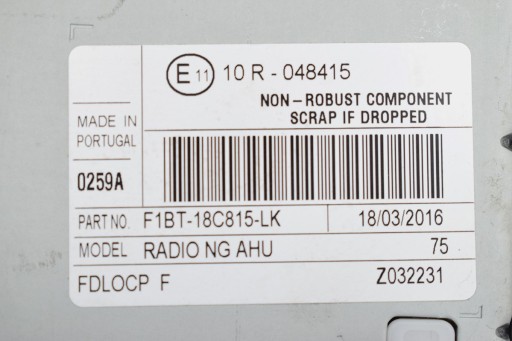 E 11 10 R - 048415
NON - ROBUST COMPONENT
SCRAP IF DROPPED
MADE IN
PORTUGAL
0259A
PART NO. F1BT-18C815-LK 18/03/2016
MODEL RADIO NG AHU 75
FDLOCP F Z032231